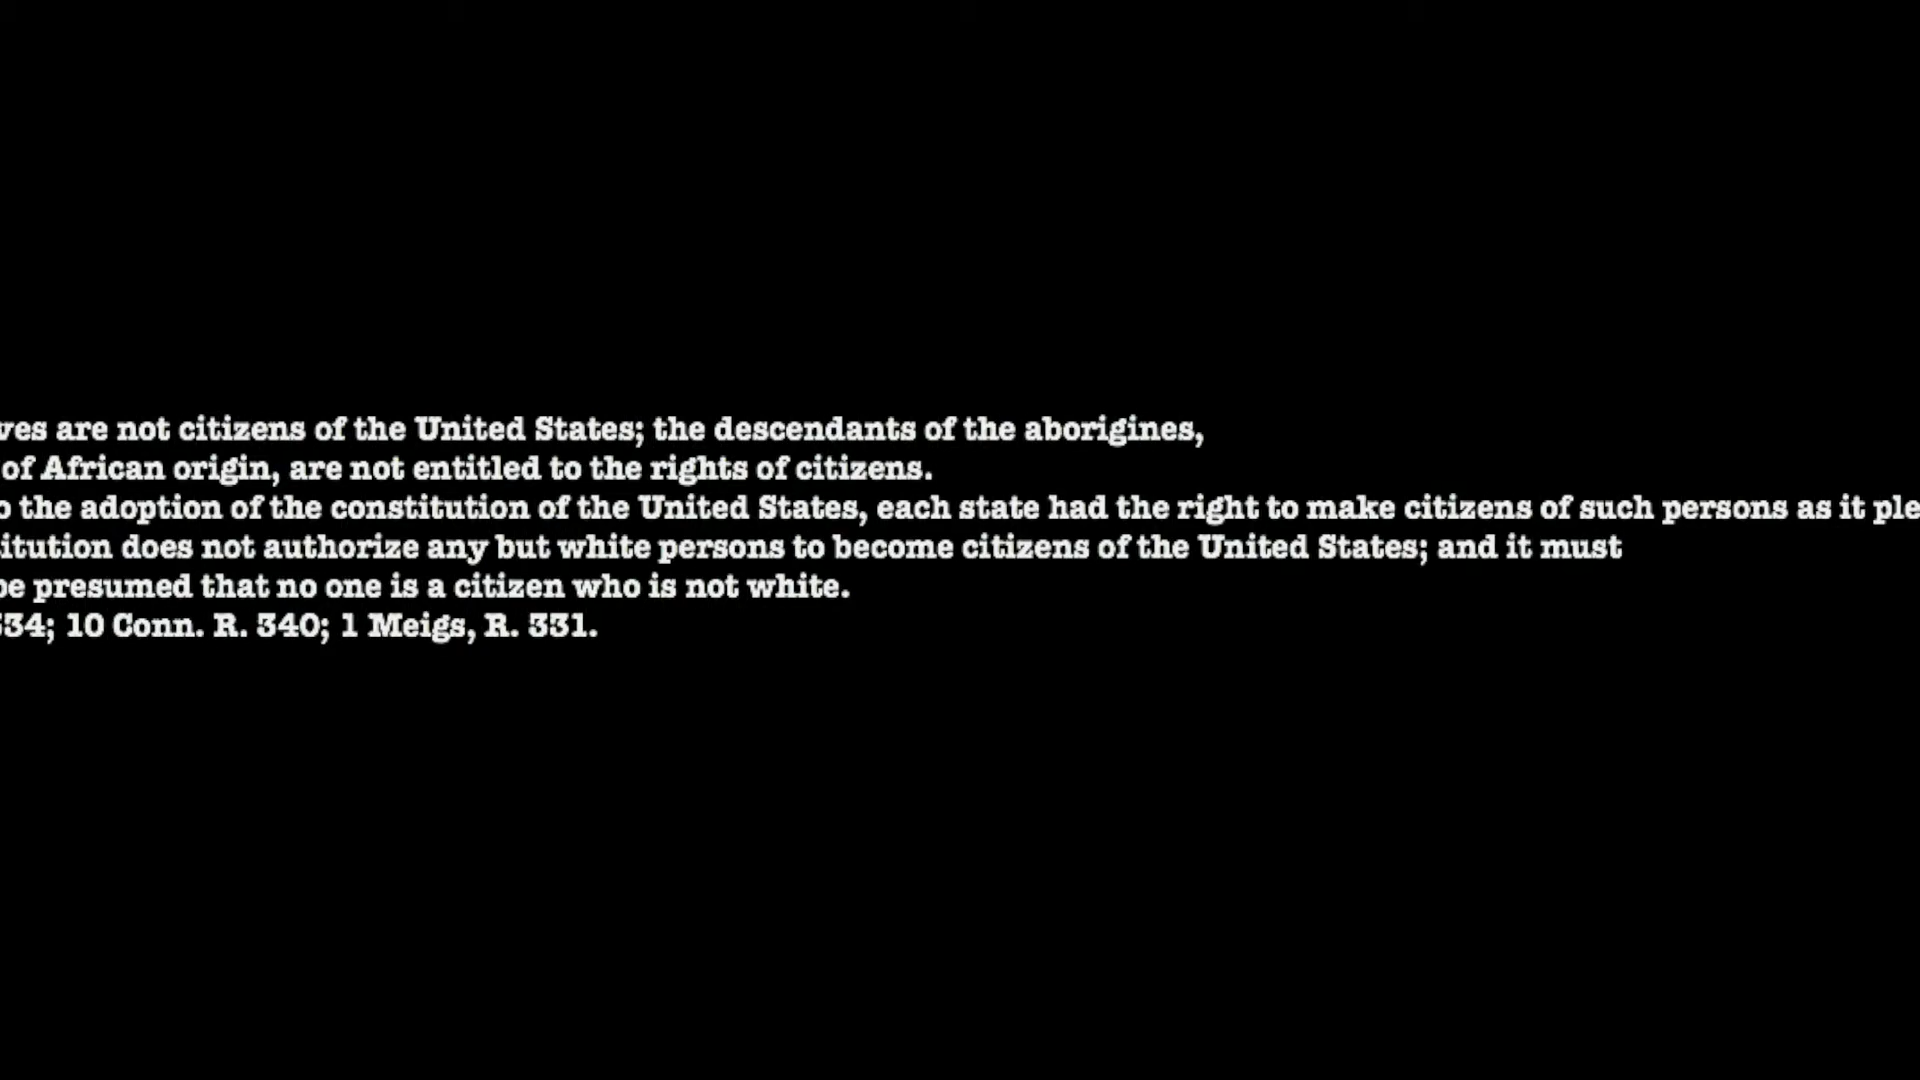 are not citizens of the United States; the descendants of the aborigines,
of African origin, are not entitled to the rights of citizens.
the adoption of the constitution of the United States, each state had the right to make citizens of such persons as it
does not authorize any but white persons to become citizens of the United States; and it must
be presumed that no one is a citizen who is not white.
10 Conn. R. 340; 1 Meigs, R. 331.